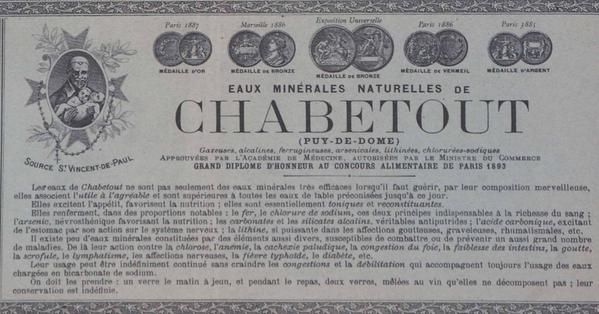 Paris 1887 Marseille 1886 Exposition Universelle Paris 1886 Paris 1885
MÉDAILLE D'OR MÉDAILLE DE BRONZE MÉDAILLE DE BRONZE MÉDAILLE DE VERMEIL MÉDAILLE D'ARGENT
EAUX MINÉRALES NATURELLES DE
CHABETOUT
(PUY-DE-DOME)
Gazeuses, alcalines, ferrugineuses, arsenicales, lithinées, chlorurées-sodiques
APPROUVÉES PAR L'ACADÉMIE DE MÉDECINE, AUTORISÉES PAR LE MINISTRE DU COMMERCE
GRAND DIPLOME D'HONNEUR AU CONCOURS ALIMENTAIRE DE PARIS 1893
SOURCE ST VINCENT-DE-PAUL
Les eaux de Chabetout ne sont pas seulement des eaux minérales très efficaces lorsqu'il faut guérir, par leur composition merveilleuse,
elles associent l'utile à l'agréable et sont supérieures à toutes les eaux de table préconisées jusqu'à ce jour.
Elles excitent l'appétit, favorisent la nutrition ; elles sont essentiellement toniques et reconstituantes.
Elles renferment, dans des proportions notables : le fer, le chlorure de sodium, ces deux principes indispensables à la richesse du sang ;
l'arsenic, névrosthénique favorisant la nutrition ; les carbonates et les silicates alcalins, véritables antiputrides ; l'acide carbonique, excitant
de l'estomac par son action sur le système nerveux ; la lithine, si puissante dans les affections goutteuses, graveleuses, rhumatismales, etc.
Il existe peu d'eaux minérales constituées par des éléments aussi divers, susceptibles de combattre ou de prévenir un aussi grand nombre
de maladies. De là leur action contre la chlorose, l'anemie, la cachexie paludique, la congestion du foie, la faiblesse des intestins, la goutte,
la scrofule, le lymphatisme, les affections nerveuses, la fièvre typhoïde, le diabète, etc.
Leur usage peut être indéfiniment continué sans craindre les congestions et la débilitation qui accompagnent toujours l'usage des eaux
chargées en bicarbonate de sodium.
On doit les prendre : un verre le matin à jeun, et pendant le repas, deux verres, mêlées au vin qu'elles ne décomposent pas ; leur
conservation est indéfinie.